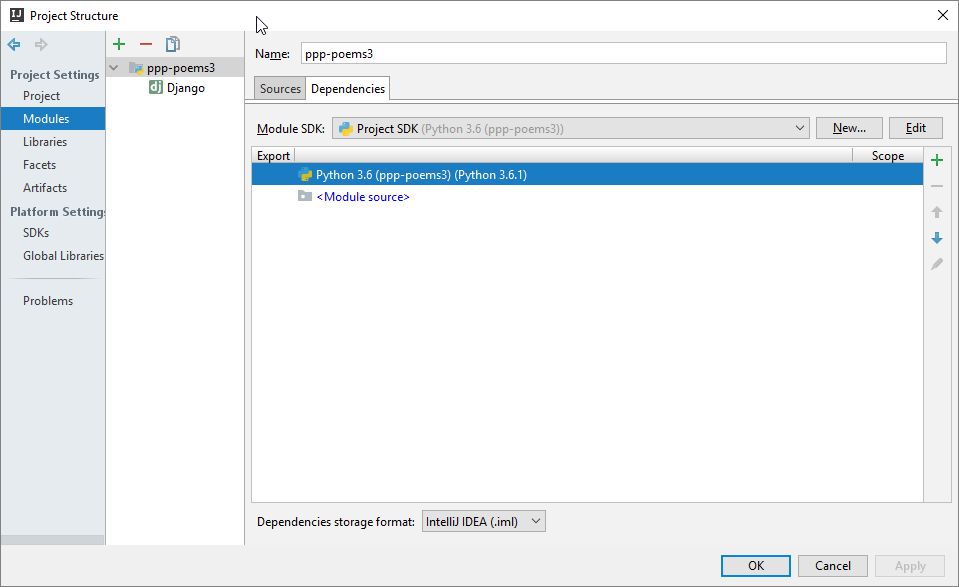 Project Structure
Project Settings
Project
Modules
Libraries
Facets
Artifacts
Platform Settings
SDKs
Global Libraries
Problems
ppp-poems3
dj Django
Name: ppp-poems3
Sources Dependencies
Module SDK: Project SDK (Python 3.6 (ppp-poems3)) New... Edit
Export Scope
Python 3.6 (ppp-poems3) (Python 3.6.1)
<Module source>
Dependencies storage format: IntelliJ IDEA (.iml)
OK Cancel Apply